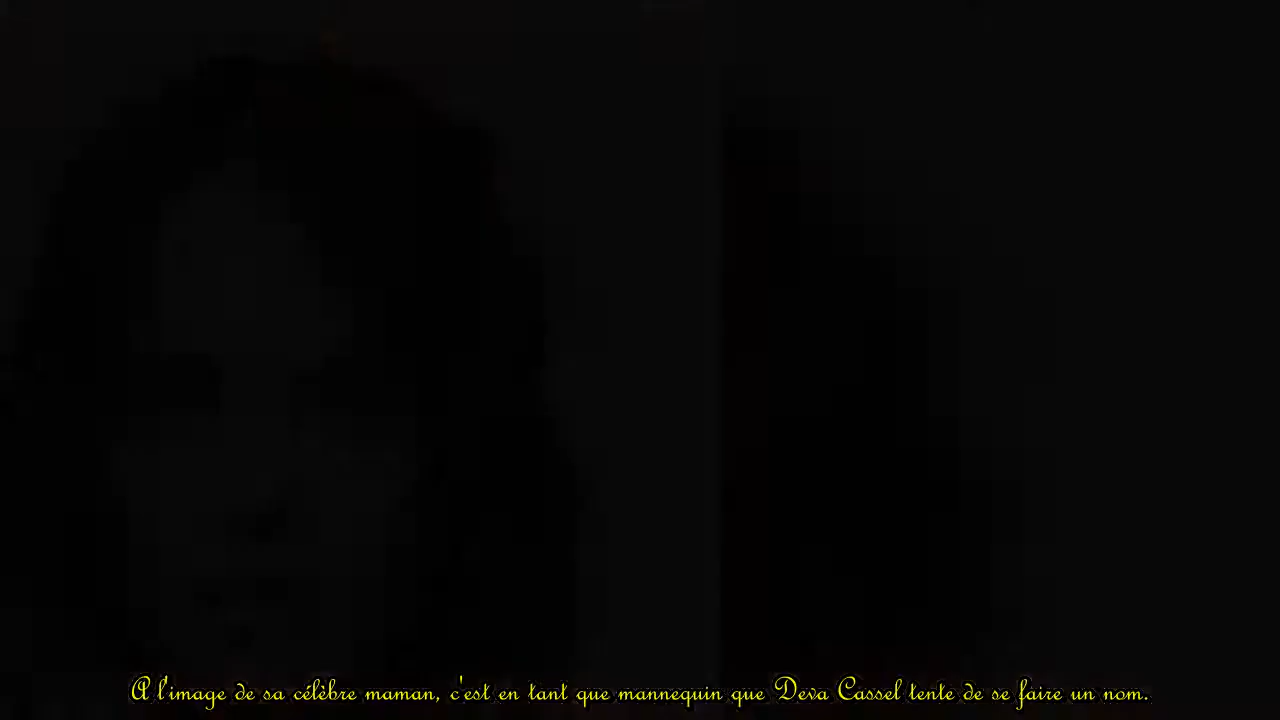 A l'image de sa célèbre maman, c'est en tant que mannequin que Deva Cassel tente de se faire un nom.